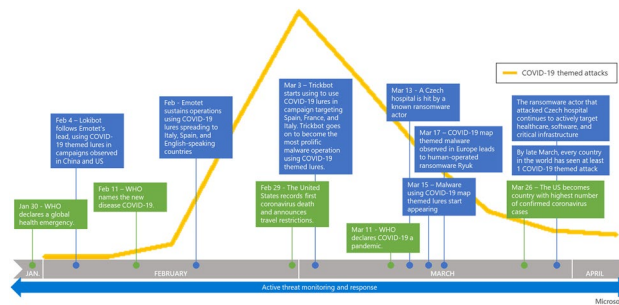 COVID-19 themed attacks
Jan 30 – WHO
declares a global
health emergency.
Feb 4 – Lokibot
follows Emotet's
lead, using COVID-
19 themed lures in
campaigns observed
in China and US
Feb 11 – WHO
names the new
disease COVID-19.
Feb - Emotet
sustains operations
using COVID-19
lures spreading to
Italy, Spain, and
English-speaking
countries
Feb 29 - The United
States records first
coronavirus death
and announces
travel restrictions.
Mar 3 – Trickbot
starts using to use
COVID-19 lures in
campaign targeting
Spain, France, and
Italy. Trickbot goes
on to become the
most prolific
malware operation
using COVID-19
themed lures.
Mar 11 - WHO
declares COVID-19 a
pandemic.
Mar 13 - A Czech
hospital is hit by a
known ransomware
actor
Mar 15 – Malware
using COVID-19 map
themed lures start
appearing
Mar 17 – COVID-19 map
themed malware
observed in Europe leads
to human-operated
ransomware Ryuk
The ransomware actor that
attacked Czech hospital
continues to actively target
healthcare, software, and
critical infrastructure
By late march, every country
in the world has seen at least
1 COVID-19 themed attack
Mar 26 – The US becomes
country with highest number
of confirmed coronavirus
cases
JAN.
FEBRUARY
MARCH
APRIL
Active threat monitoring and response
Microso